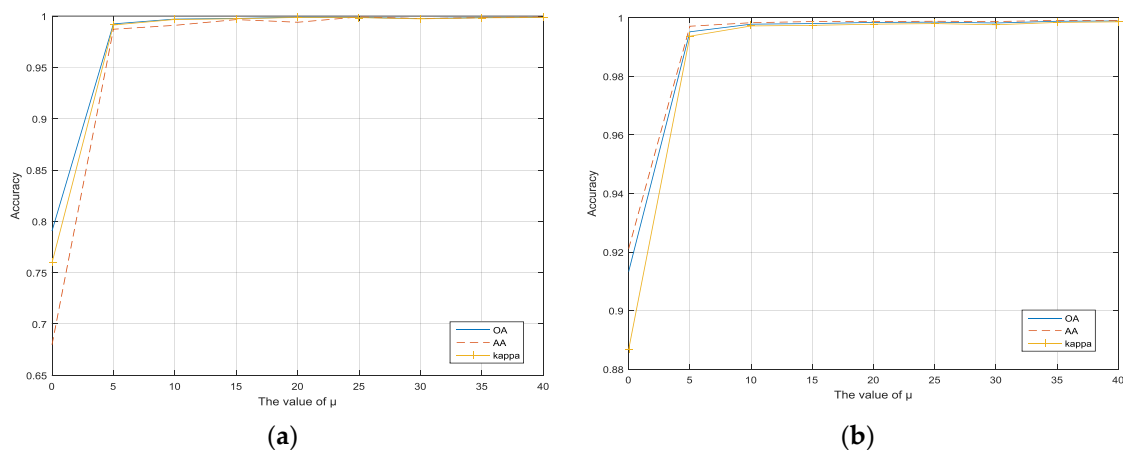 1
0.95
0.9
0.85
0.8
0.75
0.7
0.65
Accuracy
0 5 10 15 20 25 30 35 40
The value of μ
OA
AA
kappa
(a)
1
0.98
0.96
0.94
0.92
0.9
0.88
Accuracy
0 5 10 15 20 25 30 35 40
The value of μ
OA
AA
kappa
(b)